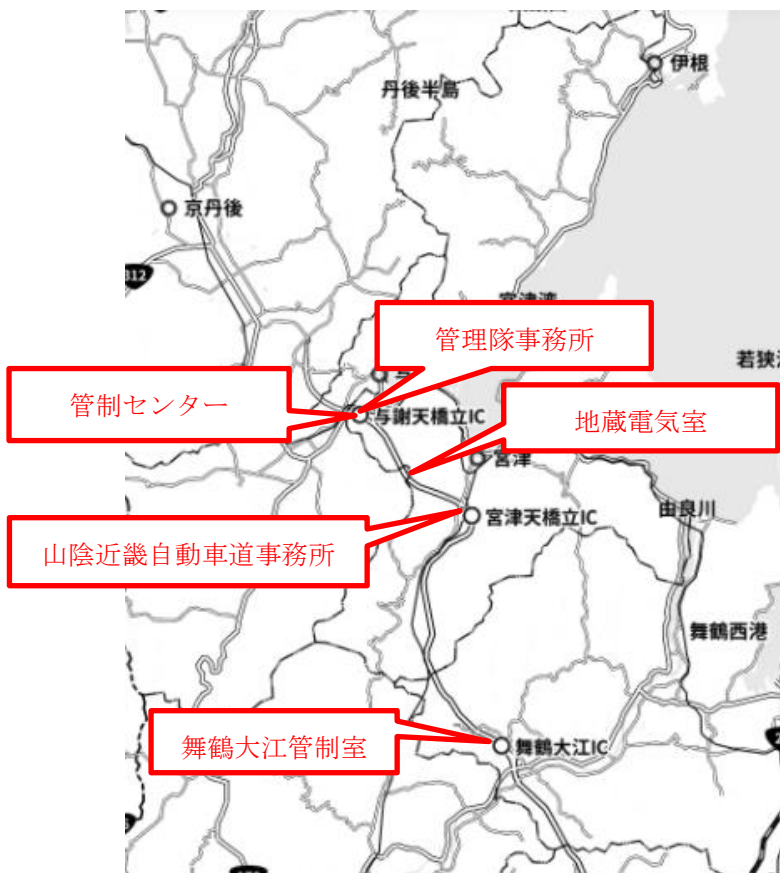 伊根
丹後半島
京丹後
312
管理隊事務所
若狭
管制センター
与謝天橋立IC
地蔵電気室
宮津
由良川
宮津天橋立IC
山陰近畿自動車道事務所
舞鶴西港
舞鶴大江管制室
舞鶴大江IC